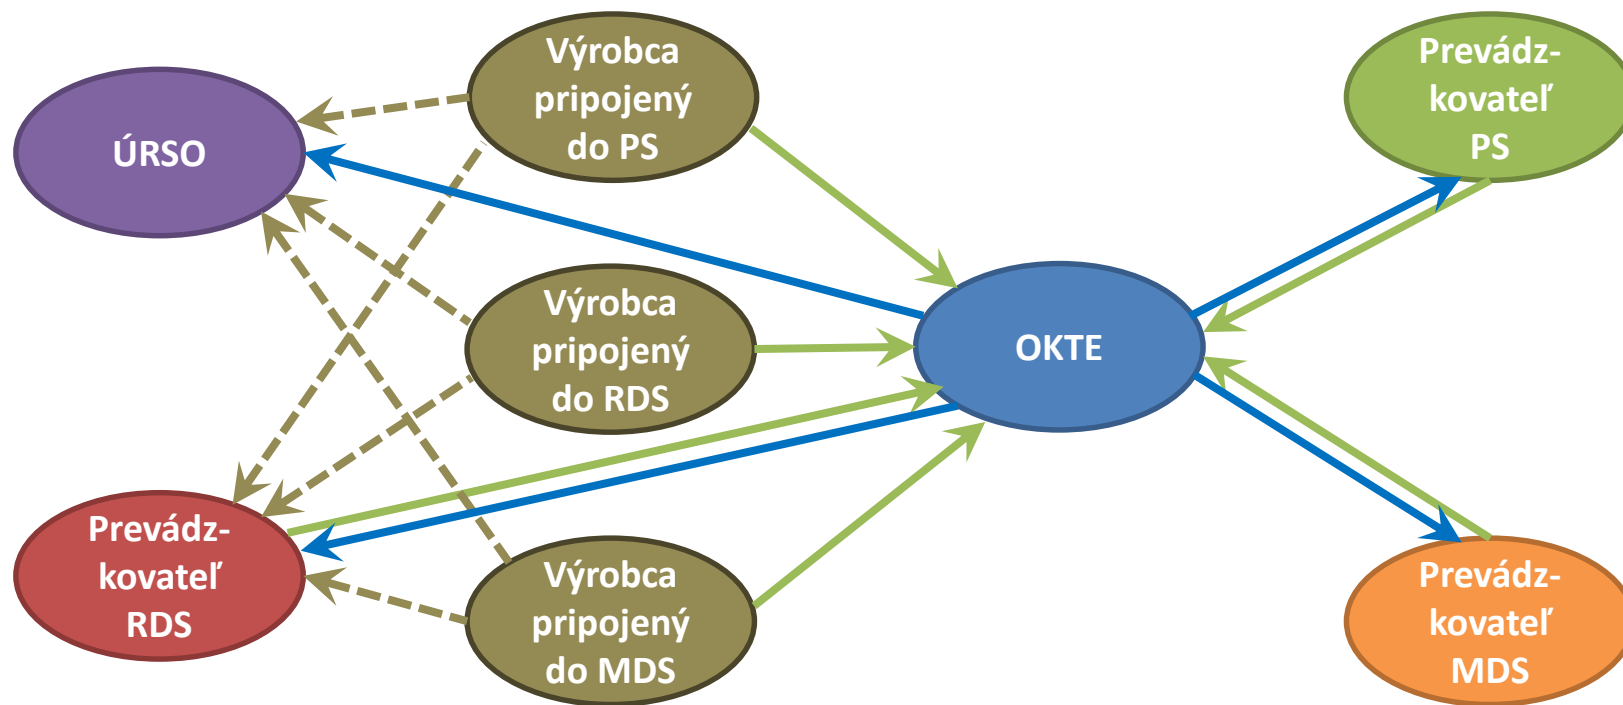 ÚRSO
Prevádz-
kovateľ
RDS
Výrobca
pripojený
do PS
Výrobca
pripojený
do RDS
Výrobca
pripojený
do MDS
OKTE
Prevádz-
kovateľ
PS
Prevádz-
kovateľ
MDS